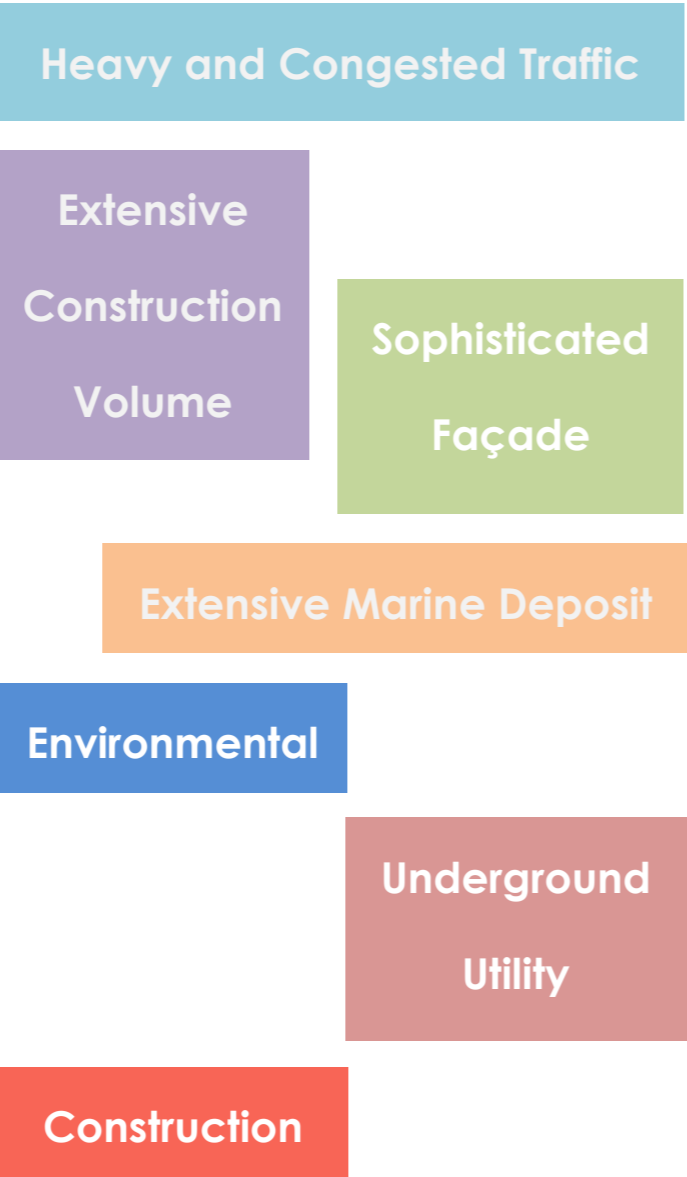 Heavy and Congested Traffic
Extensive
Construction
Volume
Sophisticated
Façade
Extensive Marine Deposit
Environmental
Underground
Utility
Construction